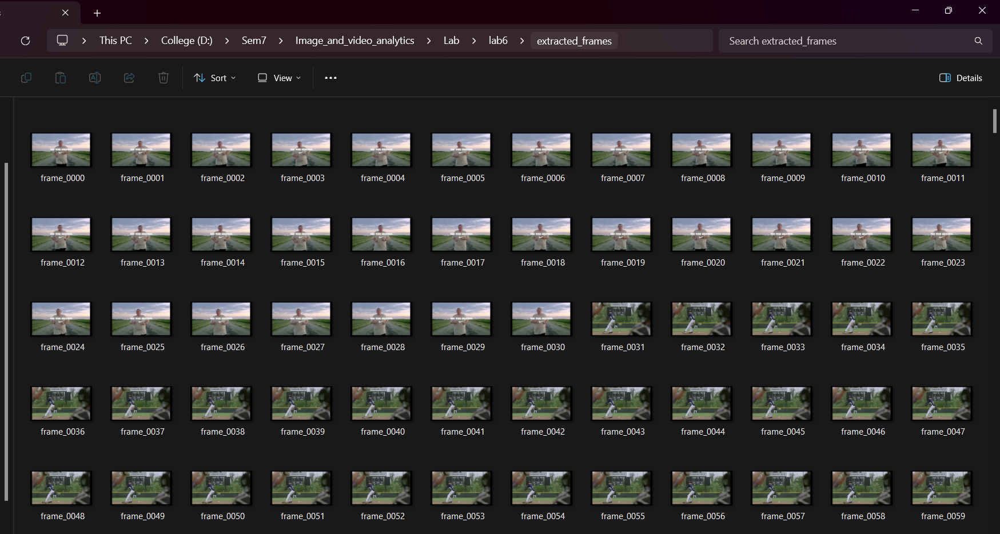 This PC > College (D:) > Sem7 > Image_and_video_analytics > Lab > lab6 > extracted_frames
Search extracted_frames
Sort
View
Details
frame_0000 frame_0001 frame_0002 frame_0003 frame_0004 frame_0005 frame_0006 frame_0007 frame_0008 frame_0009 frame_0010 frame_0011
frame_0012 frame_0013 frame_0014 frame_0015 frame_0016 frame_0017 frame_0018 frame_0019 frame_0020 frame_0021 frame_0022 frame_0023
frame_0024 frame_0025 frame_0026 frame_0027 frame_0028 frame_0029 frame_0030 frame_0031 frame_0032 frame_0033 frame_0034 frame_0035
frame_0036 frame_0037 frame_0038 frame_0039 frame_0040 frame_0041 frame_0042 frame_0043 frame_0044 frame_0045 frame_0046 frame_0047
frame_0048 frame_0049 frame_0050 frame_0051 frame_0052 frame_0053 frame_0054 frame_0055 frame_0056 frame_0057 frame_0058 frame_0059